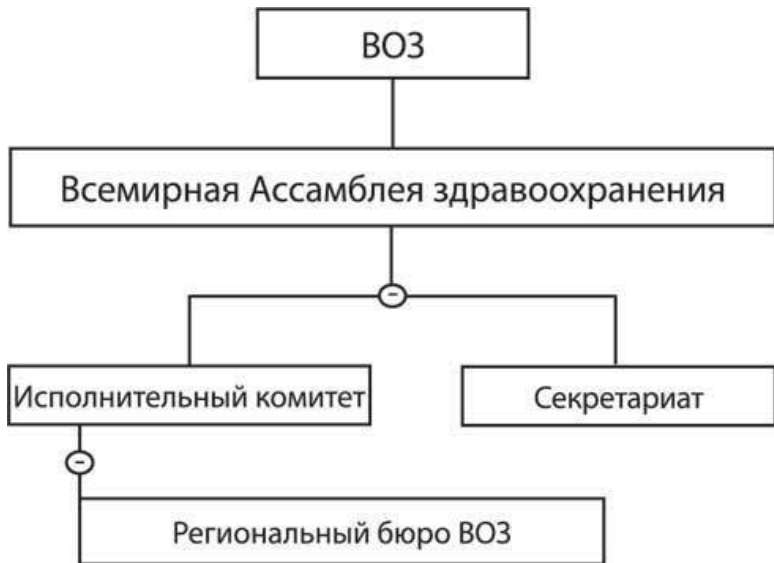 ВОЗ
Всемирная Ассамблея здравоохранения
Исполнительный комитет
Секретариат
Региональный бюро ВОЗ